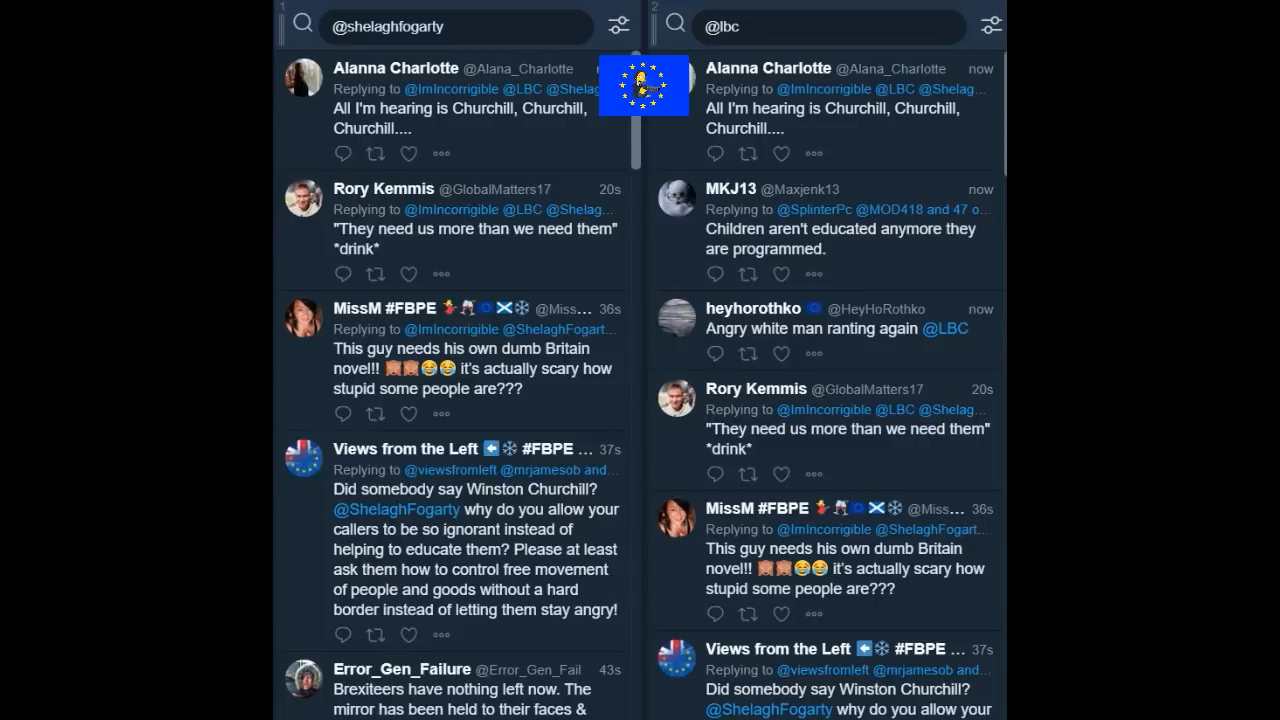 1
@shelaghfogarty
Alanna Charlotte @Alana_Charlotte
Replying to @ImIncorrigible @LBC @Shelag
All I'm hearing is Churchill, Churchill,
Churchill....
Rory Kemmis @GlobalMatters17 20s
Replying to @ImIncorrigible @LBC @Shelag...
"They need us more than we need them"
*drink*
MissM #FBPE 💃🥂🇪🇺🏴󠁧󠁢󠁳󠁣󠁴󠁿❄ @Miss... 36s
Replying to @ImIncorrigible @ShelaghFogart...
This guy needs his own dumb Britain
novel!! 🙈🙈😂😂 it's actually scary how
stupid some people are???
Views from the Left ⬅❄ #FBPE ... 37s
Replying to @viewsfromleft @mrjamesob and...
Did somebody say Winston Churchill?
@ShelaghFogarty why do you allow your
callers to be so ignorant instead of
helping to educate them? Please at least
ask them how to control free movement
of people and goods without a hard
border instead of letting them stay angry!
Error_Gen_Failure @Error_Gen_Fail 43s
Brexiteers have nothing left now. The
mirror has been held to their faces &
2
@lbc
Alanna Charlotte @Alana_Charlotte now
Replying to @ImIncorrigible @LBC @Shelag...
All I'm hearing is Churchill, Churchill,
Churchill....
MKJ13 @Maxjenk13 now
Replying to @SplinterPc @MOD418 and 47 o...
Children aren't educated anymore they
are programmed.
heyhorothko 🇪🇺 @HeyHoRothko now
Angry white man ranting again @LBC
Rory Kemmis @GlobalMatters17 20s
Replying to @ImIncorrigible @LBC @Shelag...
"They need us more than we need them"
*drink*
MissM #FBPE 💃🥂🇪🇺🏴󠁧󠁢󠁳󠁣󠁴󠁿❄ @Miss... 36s
Replying to @ImIncorrigible @ShelaghFogart...
This guy needs his own dumb Britain
novel!! 🙈🙈😂😂 it's actually scary how
stupid some people are???
Views from the Left ⬅❄ #FBPE ... 37s
Replying to @viewsfromleft @mrjamesob and...
Did somebody say Winston Churchill?
@ShelaghFogarty why do you allow your